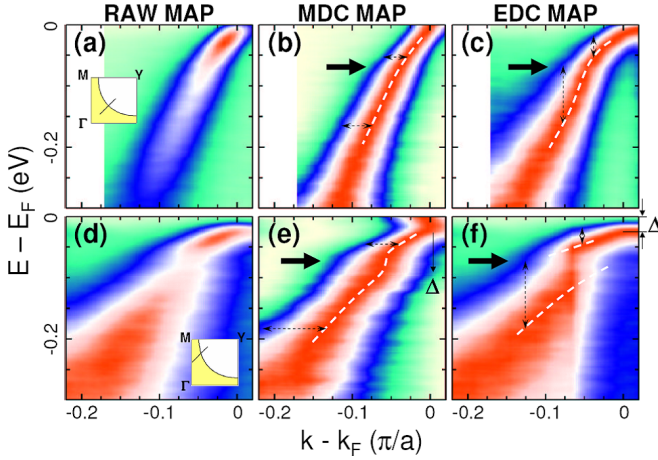 RAW MAP MDC MAP EDC MAP
0 (a) (b) (c)
M Y
Γ
-0.2
E – E_F (eV)
0 (d) (e) (f) Δ
Δ
-0.2
M Y
Γ
-0.2 -0.1 0 -0.2 -0.1 0 -0.2 -0.1 0
k - k_F (π/a)